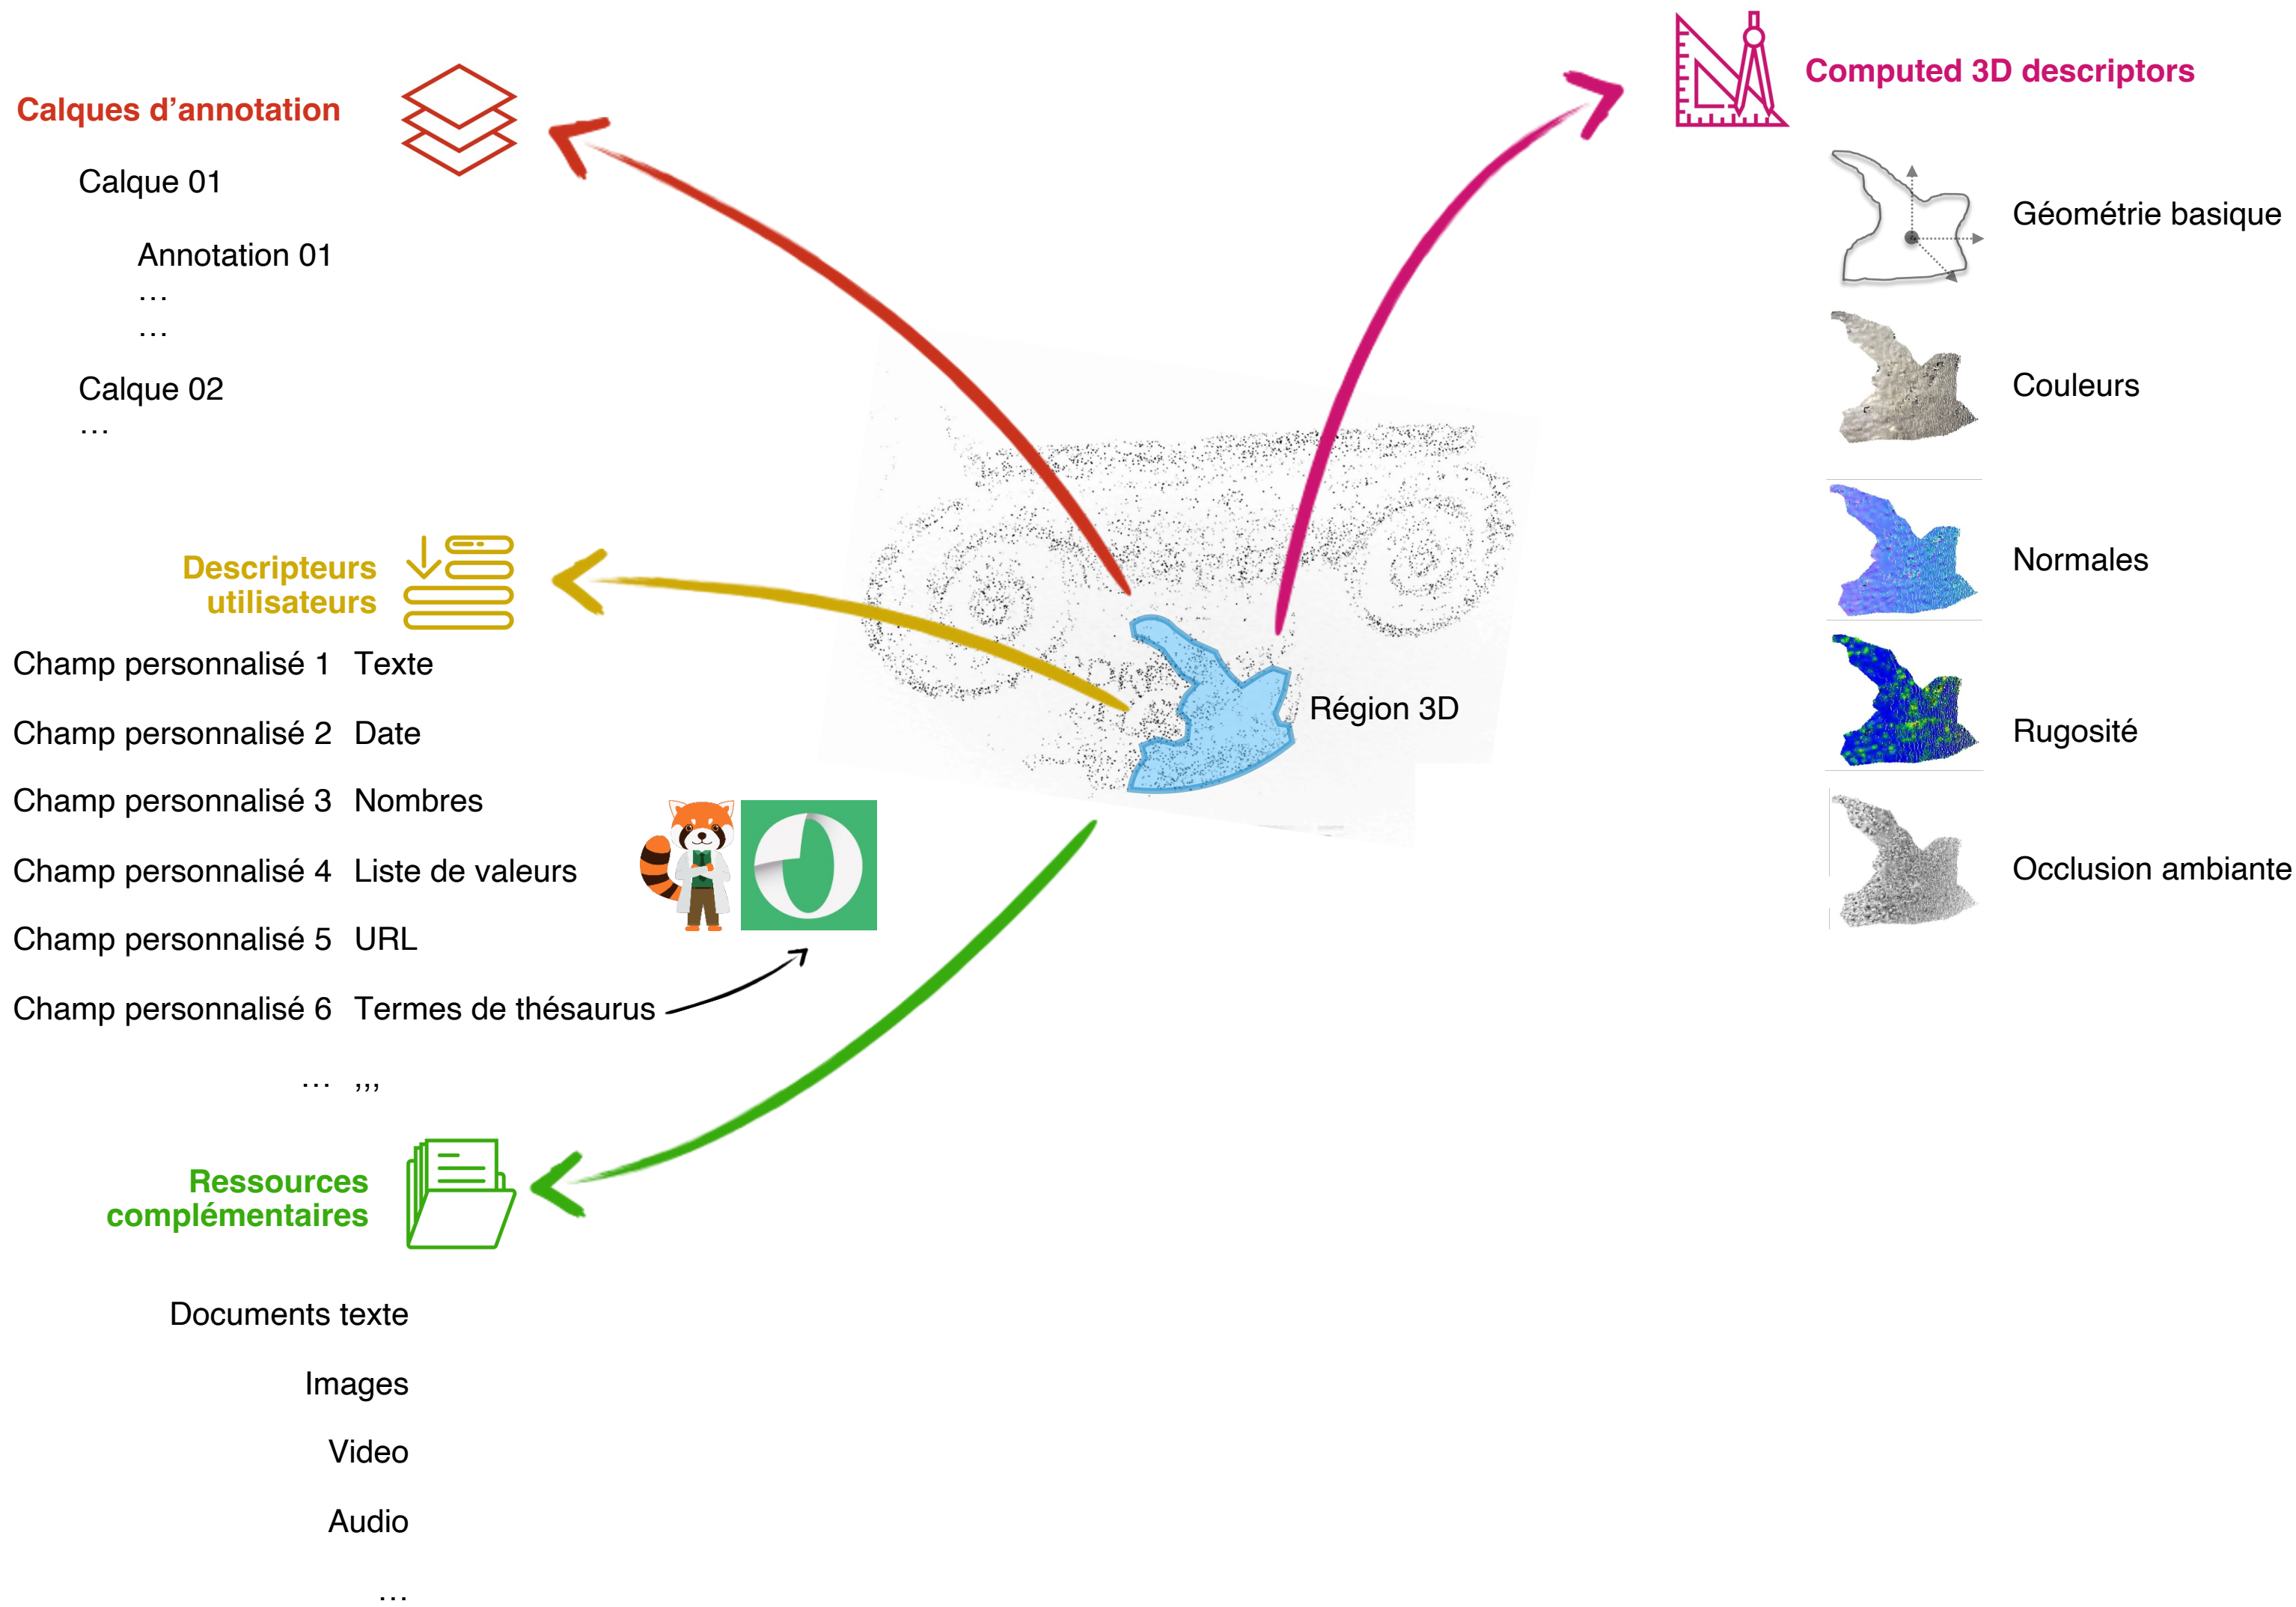 Calques d’annotation
Calque 01
Annotation 01
…
…
Calque 02
…
Descripteurs
utilisateurs
Champ personnalisé 1 Texte
Champ personnalisé 2 Date
Champ personnalisé 3 Nombres
Champ personnalisé 4 Liste de valeurs
Champ personnalisé 5 URL
Champ personnalisé 6 Termes de thésaurus
… ,,,
Ressources
complémentaires
Documents texte
Images
Video
Audio
…
Région 3D
Computed 3D descriptors
Géométrie basique
Couleurs
Normales
Rugosité
Occlusion ambiante